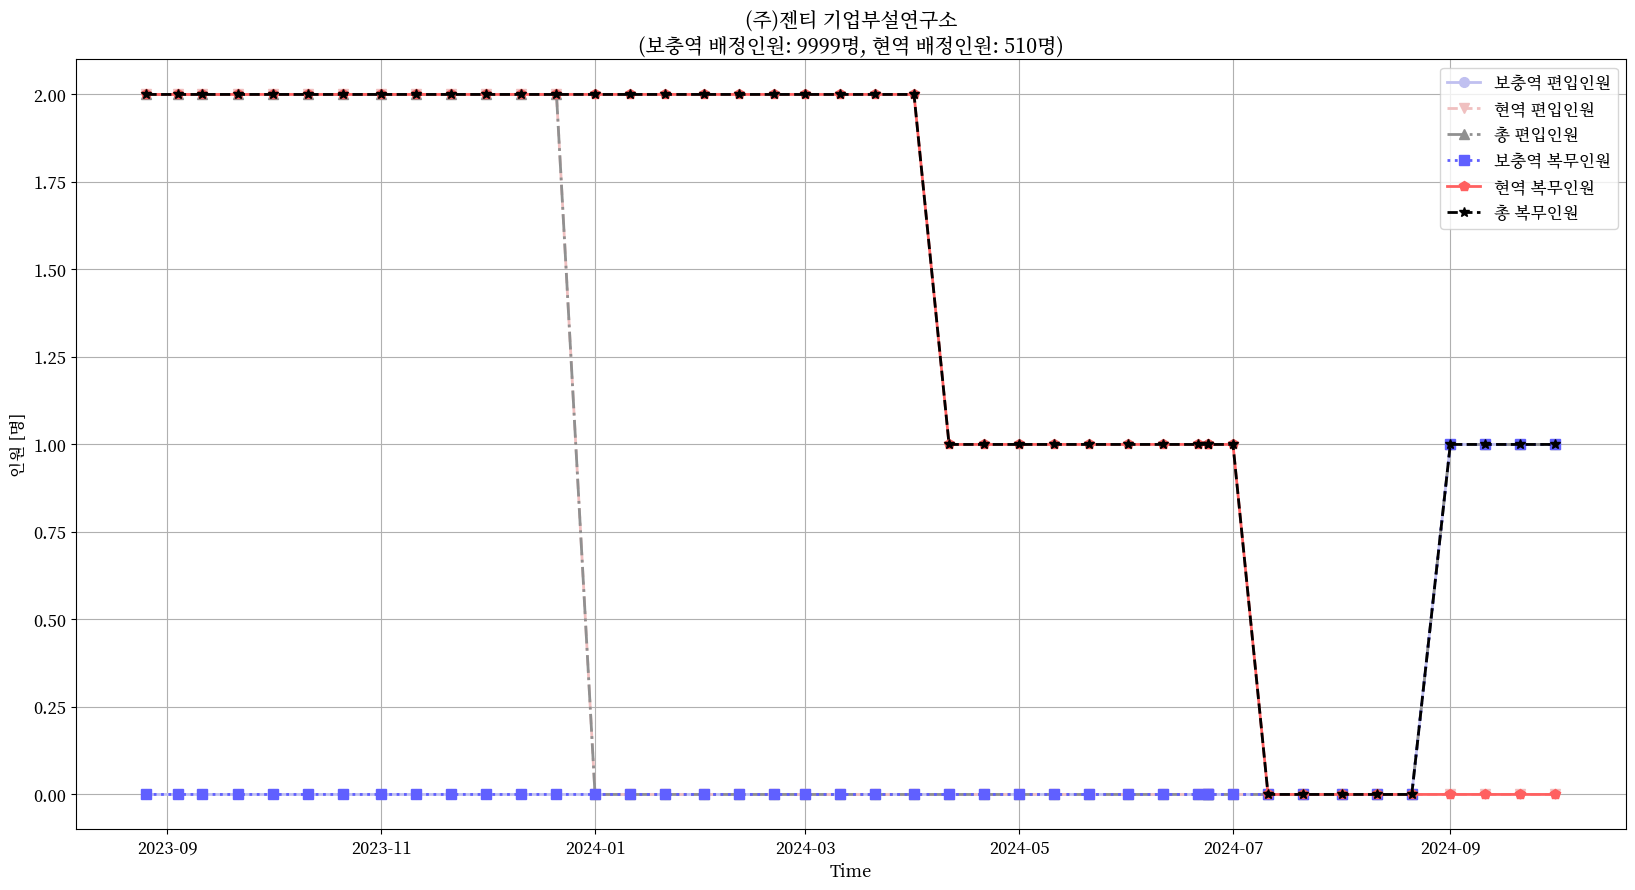 (주)젠티 기업부설연구소
(보충역 배정인원: 9999명, 현역 배정인원: 510명)
보충역 편입인원
현역 편입인원
총 편입인원
보충역 복무인원
현역 복무인원
총 복무인원
2.00
1.75
1.50
1.25
1.00
0.75
0.50
0.25
0.00
인원 [명]
2023-09
2023-11
2024-01
2024-03
2024-05
2024-07
2024-09
Time